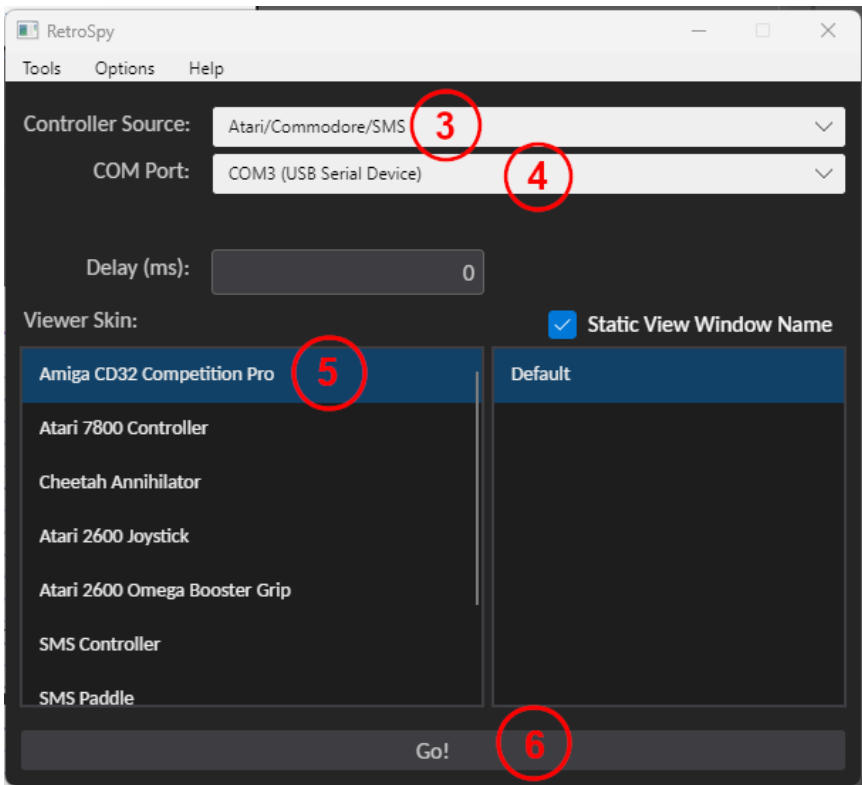 RetroSpy
Tools Options Help
Controller Source: Atari/Commodore/SMS 3
COM Port: COM3 (USB Serial Device) 4
Delay (ms): 0
Viewer Skin: Static View Window Name
Amiga CD32 Competition Pro 5 Default
Atari 7800 Controller
Cheetah Annihilator
Atari 2600 Joystick
Atari 2600 Omega Booster Grip
SMS Controller
SMS Paddle
Go! 6